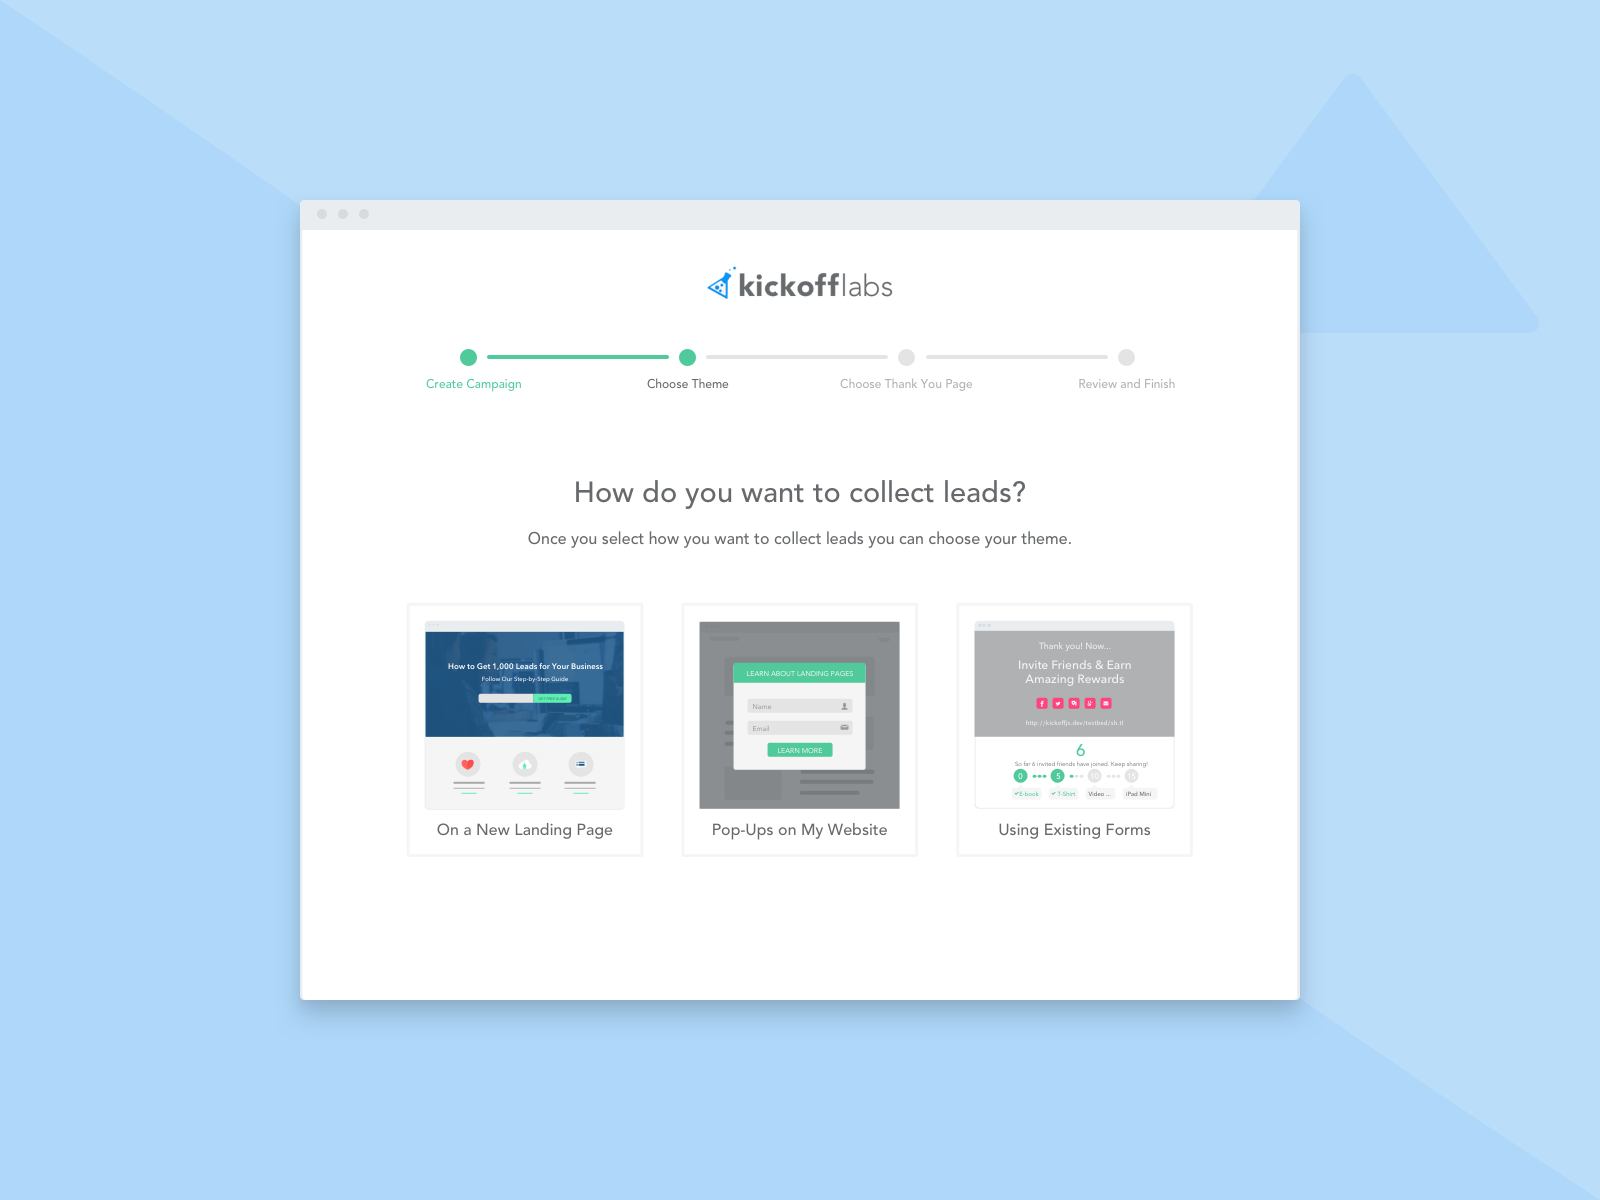 kickofflabs
Create Campaign
Choose Theme
Choose Thank You Page
Review and Finish
How do you want to collect leads?
Once you select how you want to collect leads you can choose your theme.
How to Get 1,000 Leads for Your Business
Follow Our Step-by-Step Guide
On a New Landing Page
LEARN ABOUT LANDING PAGES
Name
Email
LEARN MORE
Pop-Ups on My Website
Thank you! Now...
Invite Friends & Earn
Amazing Rewards
http://kickoffjs.dev/testbed/sh.tl
6
So far 6 invited friends have joined. Keep sharing!
0 5 10 15
E-book T-Shirt Video ... iPad Mini
Using Existing Forms